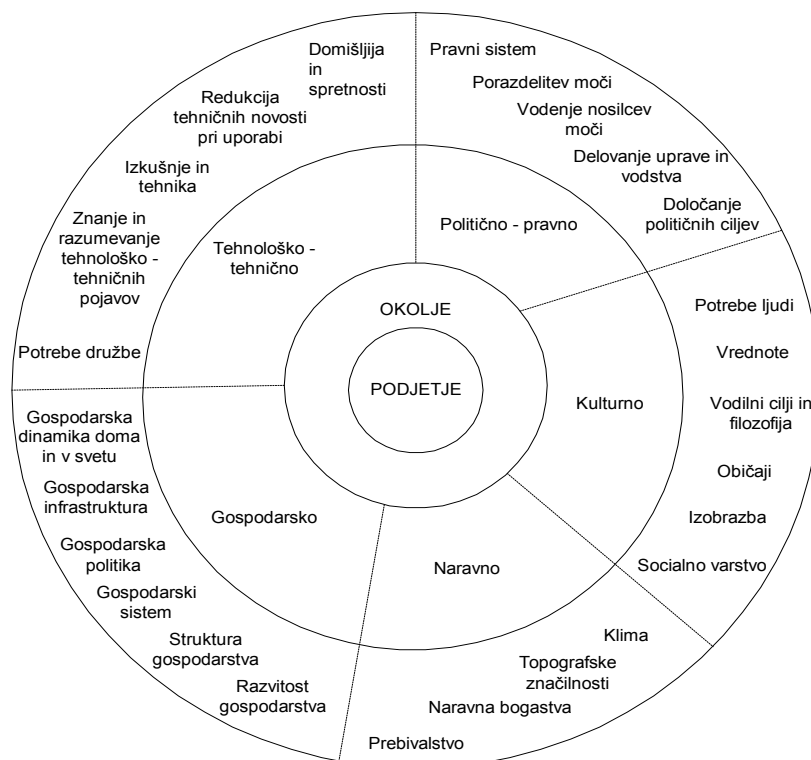 Domišljija
in
spretnosti
Redukcija
tehničnih novosti
pri uporabi
Izkušnje in
tehnika
Znanje in
razumevanje
tehnološko -
tehničnih
pojavov
Potrebe družbe
Pravni sistem
Porazdelitev moči
Vodenje nosilcev
moči
Delovanje uprave in
vodstva
Določanje
političnih ciljev
Tehnološko -
tehnično
Politično - pravno
OKOLJE
PODJETJE
Kulturno
Gospodarsko
Naravno
Potrebe ljudi
Vrednote
Vodilni cilji in
filozofija
Običaji
Izobrazba
Socialno varstvo
Gospodarska
dinamika doma
in v svetu
Gospodarska
infrastruktura
Gospodarska
politika
Gospodarski
sistem
Struktura
gospodarstva
Razvitost
gospodarstva
Klima
Topografske
značilnosti
Naravna bogastva
Prebivalstvo